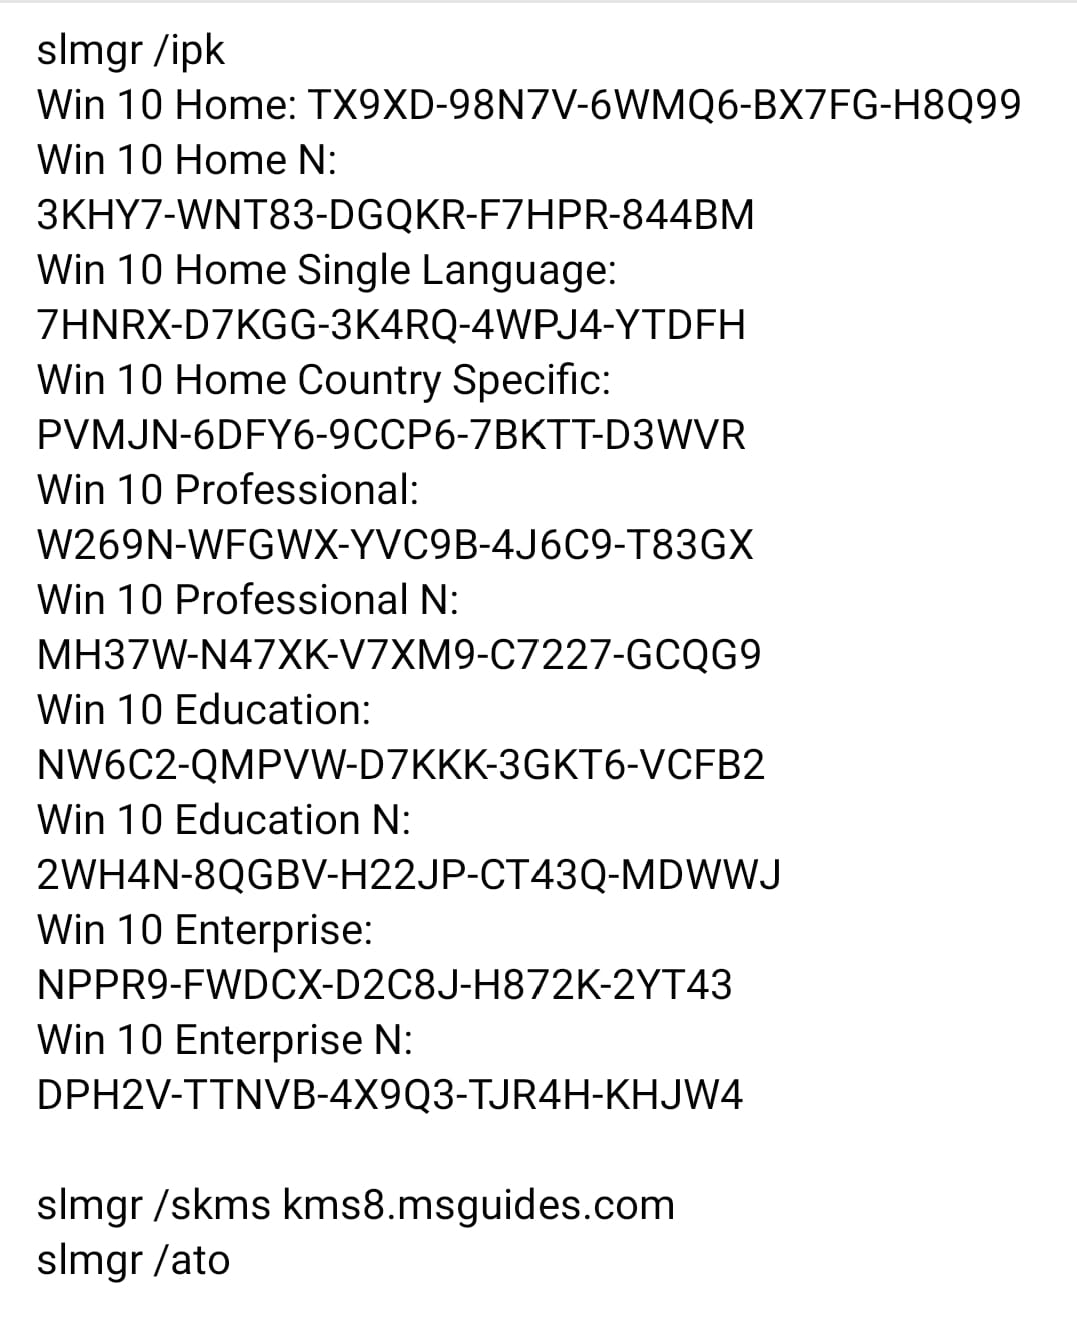 slmgr /ipk
Win 10 Home: TX9XD-98N7V-6WMQ6-BX7FG-H8Q99
Win 10 Home N:
3KHY7-WNT83-DGQKR-F7HPR-844BM
Win 10 Home Single Language:
7HNRX-D7KGG-3K4RQ-4WPJ4-YTDFH
Win 10 Home Country Specific:
PVMJN-6DFY6-9CCP6-7BKTT-D3WVR
Win 10 Professional:
W269N-WFGWX-YVC9B-4J6C9-T83GX
Win 10 Professional N:
MH37W-N47XK-V7XM9-C7227-GCQG9
Win 10 Education:
NW6C2-QMPVW-D7KKK-3GKT6-VCFB2
Win 10 Education N:
2WH4N-8QGBV-H22JP-CT43Q-MDWWJ
Win 10 Enterprise:
NPPR9-FWDCX-D2C8J-H872K-2YT43
Win 10 Enterprise N:
DPH2V-TTNVB-4X9Q3-TJR4H-KHJW4
slmgr /skms kms8.msguides.com
slmgr /ato